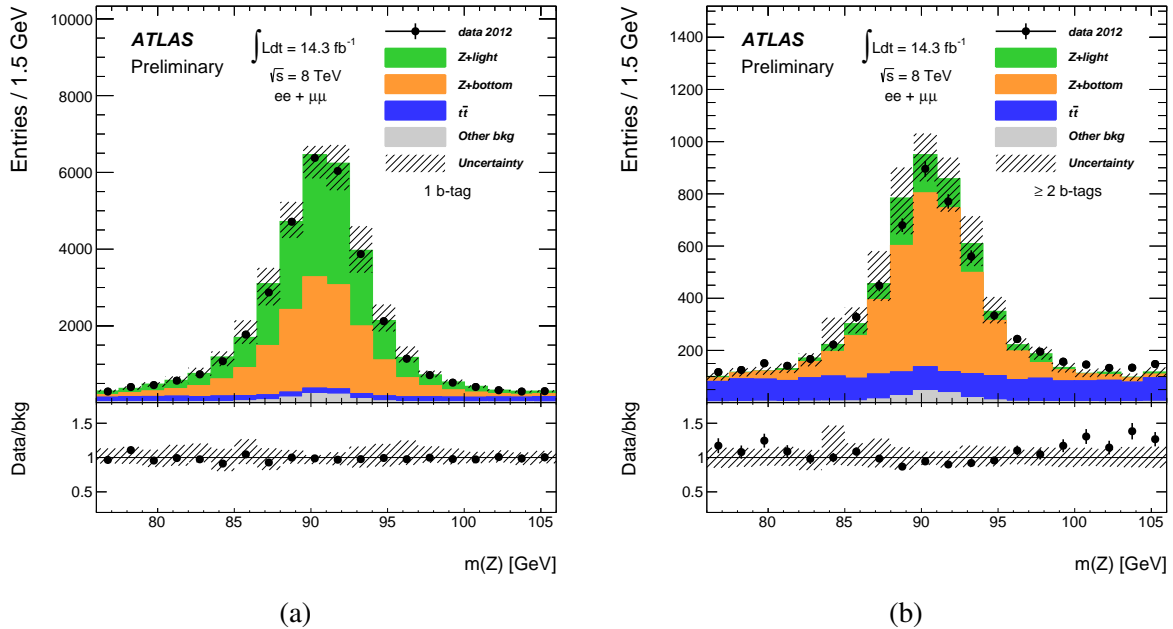 Entries / 1.5 GeV
10000
8000
6000
4000
2000
ATLAS
Preliminary
∫ Ldt = 14.3 fb⁻¹
√s = 8 TeV
ee + μμ
data 2012
Z+light
Z+bottom
tt̄
Other bkg
Uncertainty
1 b-tag
Data/bkg
1.5
1
0.5
80 85 90 95 100 105
m(Z) [GeV]
(a)
Entries / 1.5 GeV
1400
1200
1000
800
600
400
200
ATLAS
Preliminary
∫ Ldt = 14.3 fb⁻¹
√s = 8 TeV
ee + μμ
data 2012
Z+light
Z+bottom
tt̄
Other bkg
Uncertainty
≥ 2 b-tags
Data/bkg
1.5
1
0.5
80 85 90 95 100 105
m(Z) [GeV]
(b)